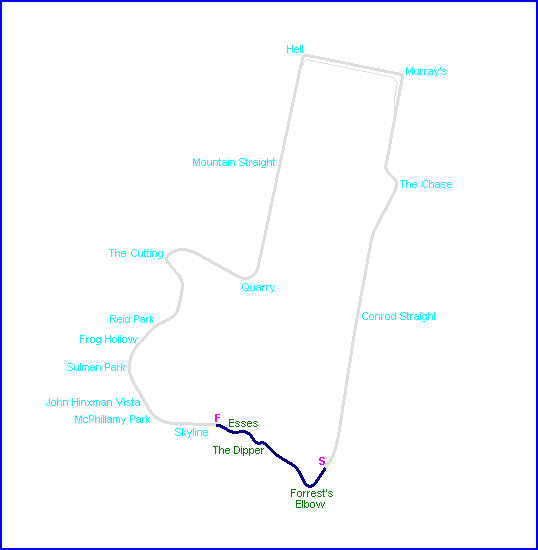 Hell
Murray's
Mountain Straight
The Chase
The Cutting
Quarry
Reid Park
Conrod Straight
Frog Hollow
Sulman Park
John Hinxman Vista
McPhillamy Park
F
Esses
Skyline
The Dipper
S
Forrest's
Elbow